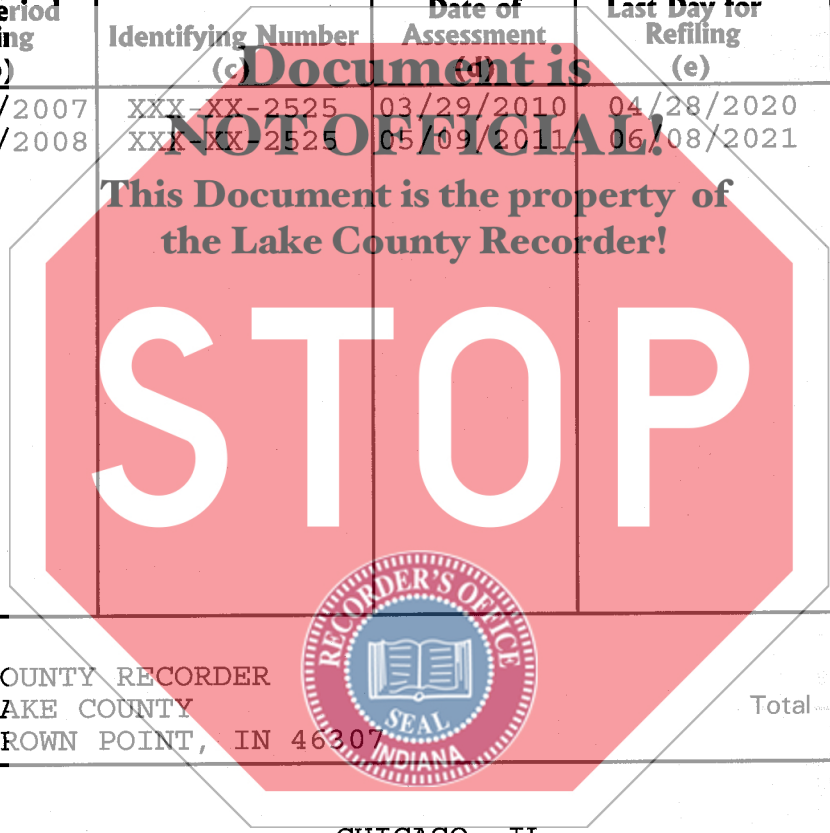 eriod
ing
Identifying Number
(c)
Date of
Assessment
(d)
Last Day for
Refiling
(e)
/2007 XXX-XX-2525 03/29/2010 04/28/2020
/2008 XXX-XX-2525 05/09/2011 06/08/2021
Document is
NOT OFFICIAL!
This Document is the property of
the Lake County Recorder!
STOP
RECORDER'S OFFICE
SEAL
INDIANA
OUNTY RECORDER
AKE COUNTY
ROWN POINT, IN 46307
Total
CHICAGO, IL